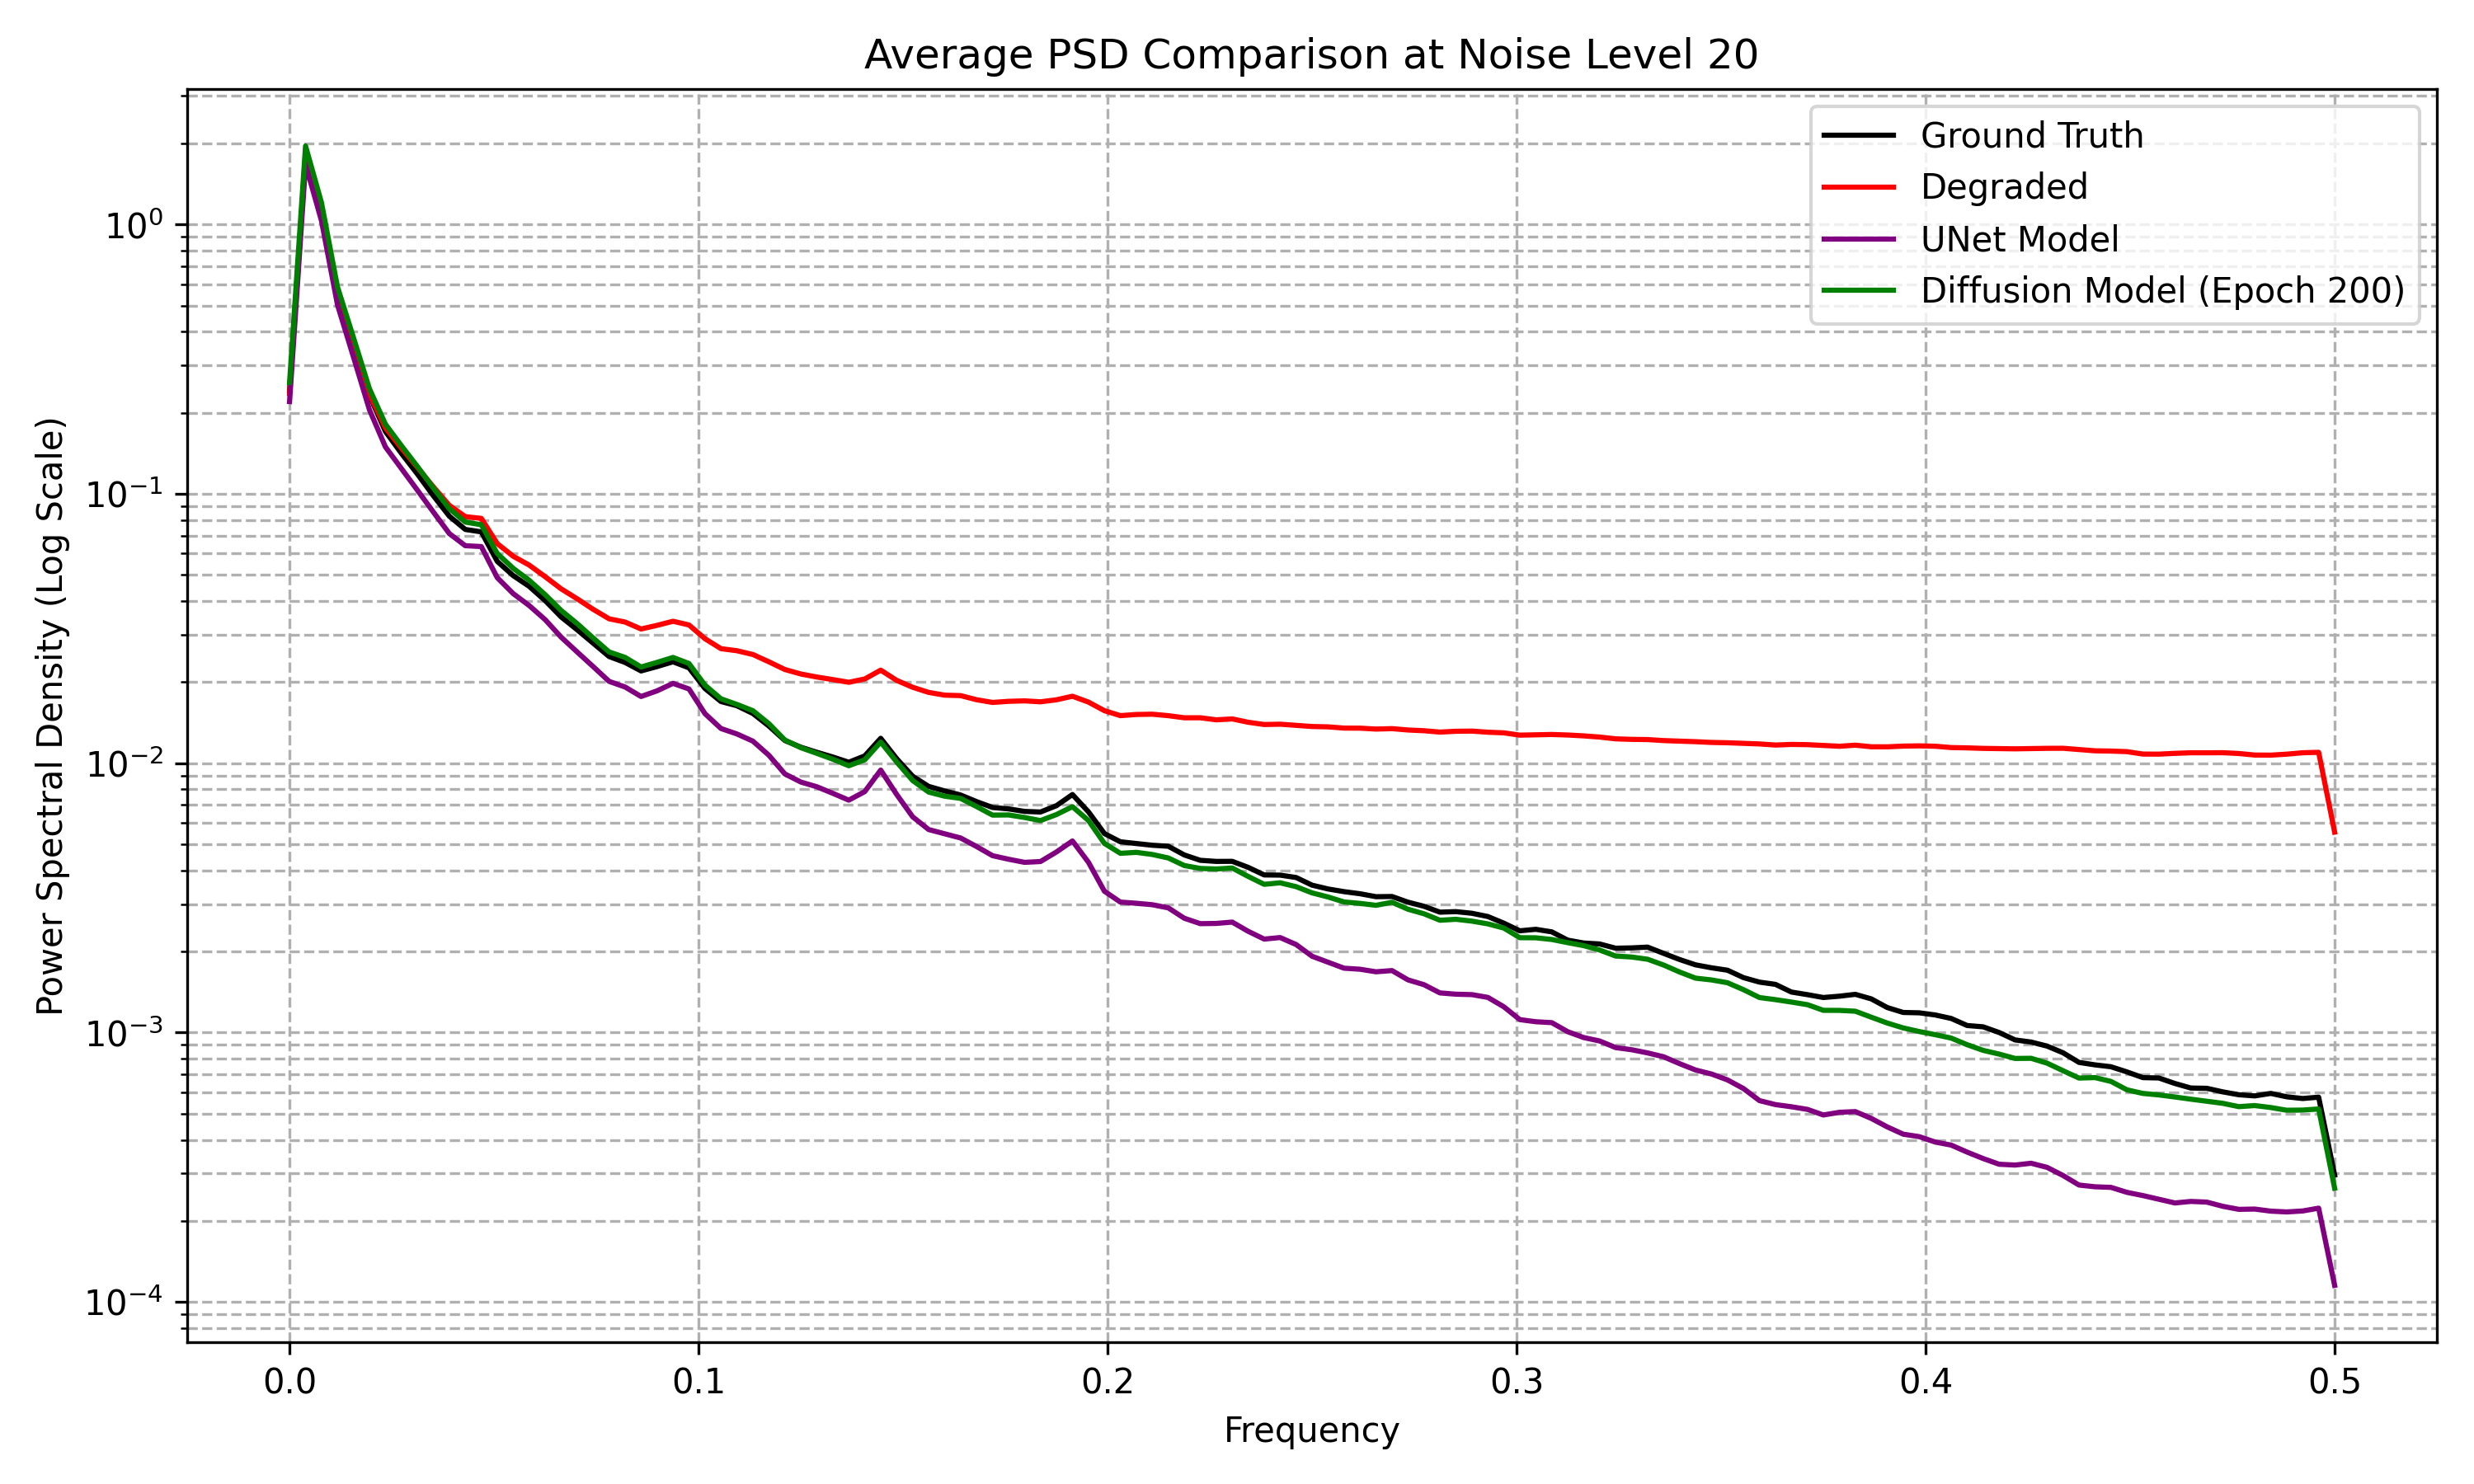 Average PSD Comparison at Noise Level 20
Ground Truth
Degraded
UNet Model
Diffusion Model (Epoch 200)
Power Spectral Density (Log Scale)
10⁰
10⁻¹
10⁻²
10⁻³
10⁻⁴
0.0 0.1 0.2 0.3 0.4 0.5
Frequency